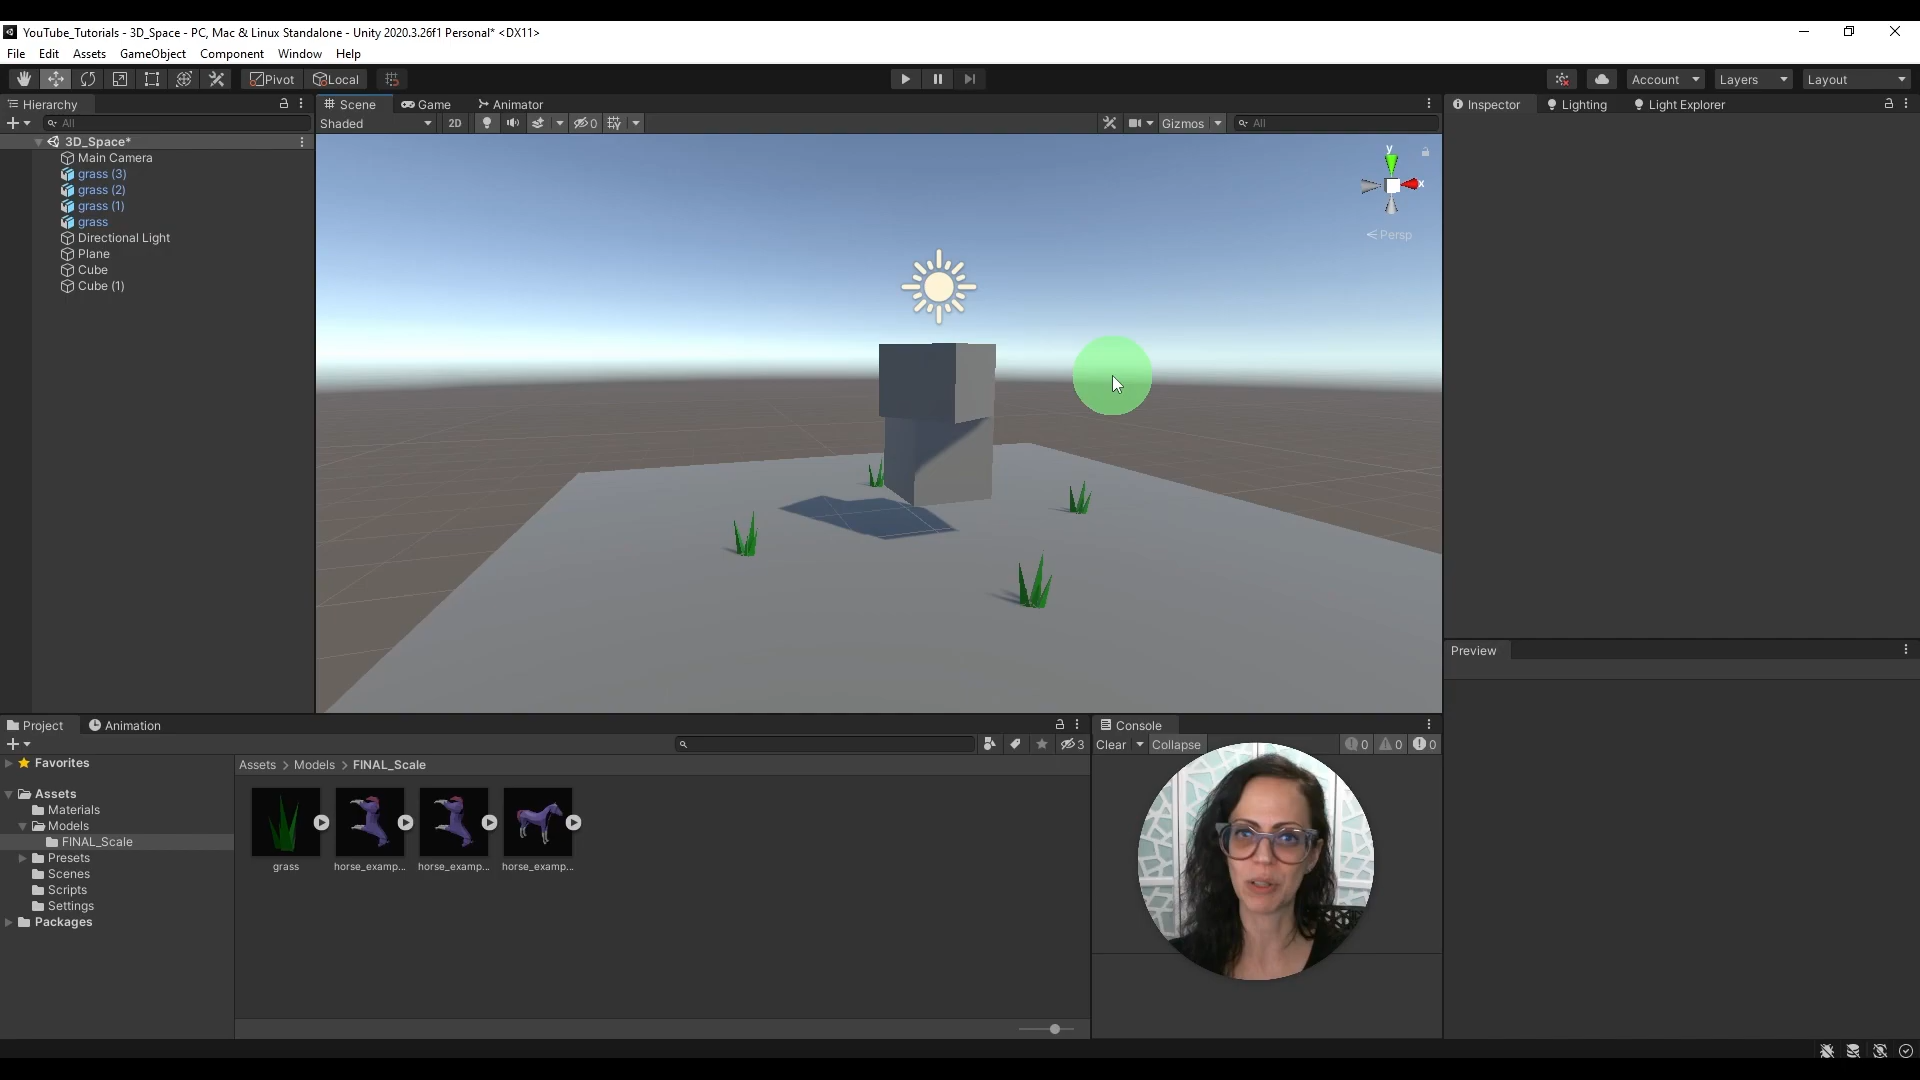 YouTube_Tutorials - 3D_Space - PC, Mac & Linux Standalone - Unity 2020.3.26f1 Personal* <DX11>
File Edit Assets GameObject Component Window Help
Pivot Local Account Layers Layout
Hierarchy
All
3D_Space*
Main Camera
grass (3)
grass (2)
grass (1)
grass
Directional Light
Plane
Cube
Cube (1)
Scene Game Animator
Shaded 2D 0 Gizmos All
y
x
Persp
Inspector Lighting Light Explorer
Preview
Project Animation
3
Favorites
Assets
Materials
Models
FINAL_Scale
Presets
Scenes
Scripts
Settings
Packages
Assets > Models > FINAL_Scale
grass horse_examp... horse_examp... horse_examp...
Console
Clear Collapse 0 0 0